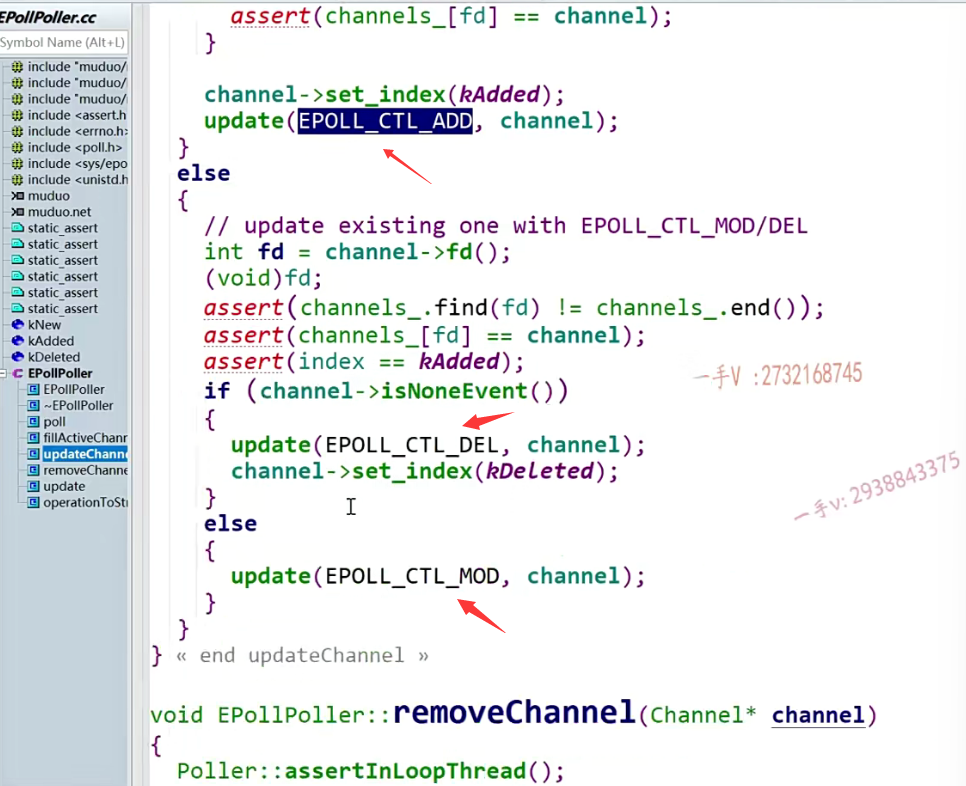 EPollPoller.cc
Symbol Name (Alt+L)
include "muduo/
include "muduo/
include "muduo/
include <assert.h
include <errno.h>
include <poll.h>
include <sys/epo
include <unistd.h
muduo
muduo.net
static_assert
static_assert
static_assert
static_assert
static_assert
static_assert
kNew
kAdded
kDeleted
EPollPoller
EPollPoller
~EPollPoller
poll
fillActiveChann
updateChanne
removeChanne
update
operationToStr
assert(channels_[fd] == channel);
}
channel->set_index(kAdded);
update(EPOLL_CTL_ADD, channel);
}
else
{
// update existing one with EPOLL_CTL_MOD/DEL
int fd = channel->fd();
(void)fd;
assert(channels_.find(fd) != channels_.end());
assert(channels_[fd] == channel);
assert(index == kAdded);
if (channel->isNoneEvent())
{
update(EPOLL_CTL_DEL, channel);
channel->set_index(kDeleted);
}
else
{
update(EPOLL_CTL_MOD, channel);
}
}
} « end updateChannel »
void EPollPoller::removeChannel(Channel* channel)
{
Poller::assertInLoopThread();
一手V :2732168745
一手v: 2938843375